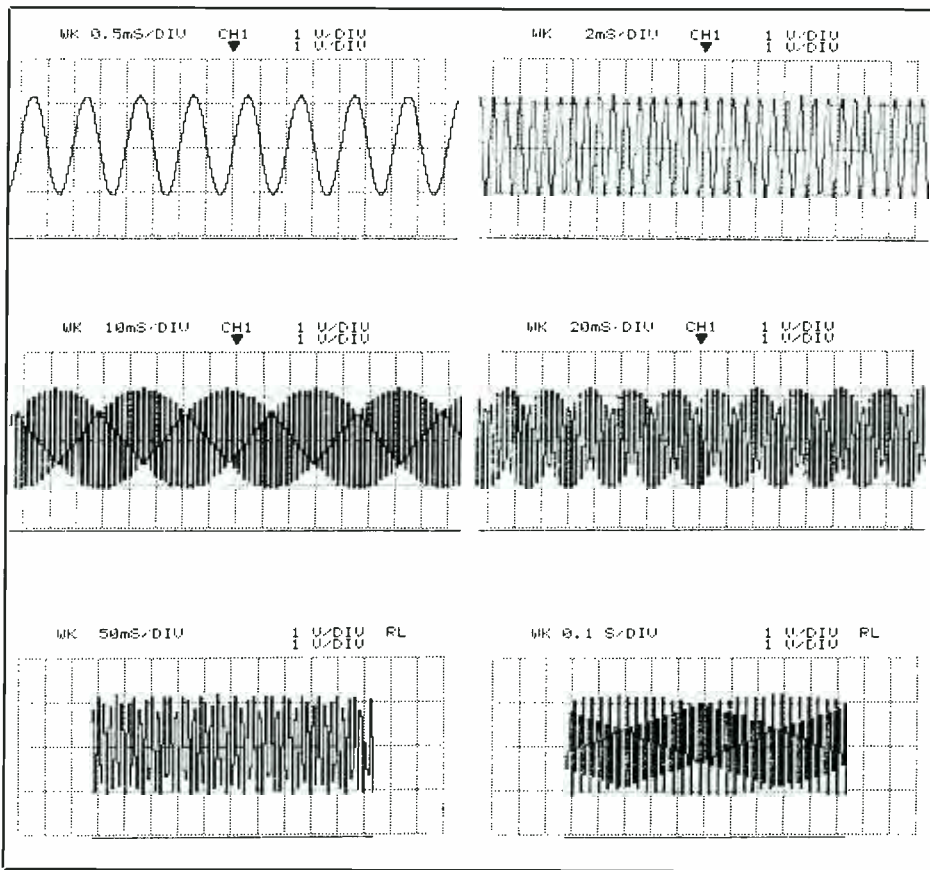 WK 0.5mS/DIV CH1 1 V/DIV
1 V/DIV
WK 2mS/DIV CH1 1 V/DIV
1 V/DIV
WK 10mS/DIV CH1 1 V/DIV
1 V/DIV
WK 20mS/DIV CH1 1 V/DIV
1 V/DIV
WK 50mS/DIV 1 V/DIV RL
1 V/DIV
WK 0.1 S/DIV 1 V/DIV RL
1 V/DIV